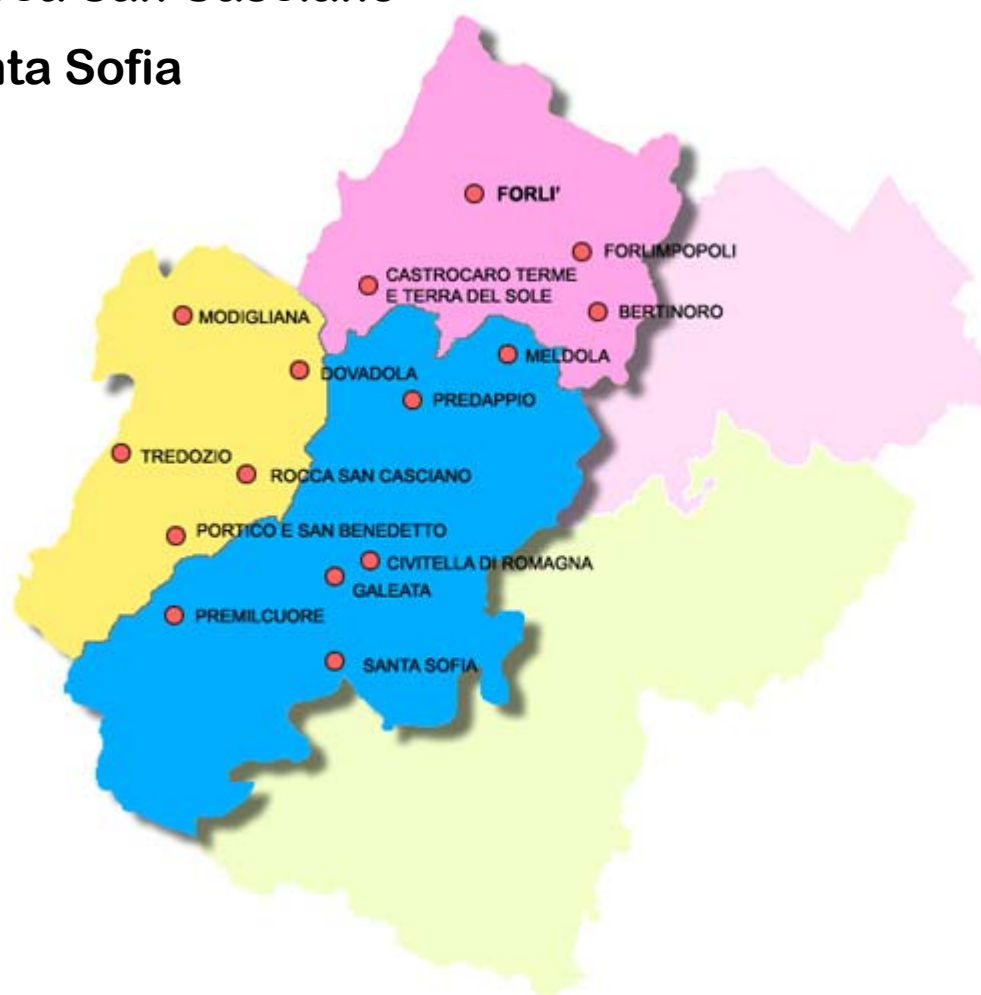 nta Sofia
FORLI'
FORLIMPOPOLI
CASTROCARO TERME
E TERRA DEL SOLE
BERTINORO
MODIGLIANA
MELDOLA
DOVADOLA
PREDAPPIO
TREDOZIO
ROCCA SAN CASCIANO
PORTICO E SAN BENEDETTO
CIVITELLA DI ROMAGNA
GALEATA
PREMILCUORE
SANTA SOFIA